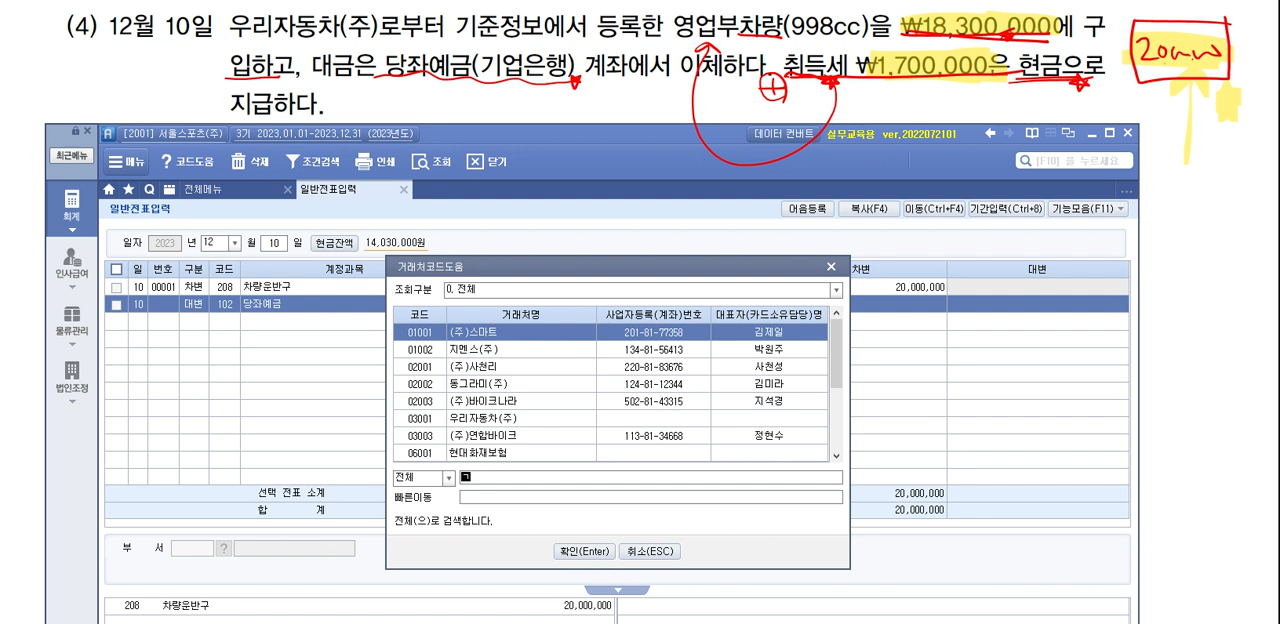 (4) 12월 10일 우리자동차(주)로부터 기준정보에서 등록한 영업부차량(998cc)을 ₩18,300,000에 구
입하고, 대금은 당좌예금(기업은행) 계좌에서 이체하다. 취득세 ₩1,700,000은 현금으로
지급하다.
[2001] 서울스포츠(주) 3기 2023.01.01~2023.12.31 (2023년도) 데이터 컨버트 실무교육용 ver.2022072101
최근메뉴 메뉴 ? 코드도움 삭제 조건검색 인쇄 조회 닫기 [F10] 을 누르세요
전체메뉴 일반전표입력
일반전표입력 어음등록 복사(F4) 이동(Ctrl+F4) 기간입력(Ctrl+8) 기능모음(F11)
회계
인사급여
물류관리
법인조정
일자 2023 년 12 월 10 일 현금잔액 14,030,000원
일 번호 구분 코드 계정과목 차변 대변
10 00001 차변 208 차량운반구 20,000,000
10 대변 102 당좌예금
거래처코드도움
조회구분 0. 전체
코드 거래처명 사업자등록(계좌)번호 대표자(카드소유담당)명
01001 (주)스마트 201-81-77358 김제일
01002 지멘스(주) 134-81-56413 박원주
02001 (주)사천리 220-81-83676 사천성
02002 동그라미(주) 124-81-12344 김미라
02003 (주)바이크나라 502-81-43315 지석경
03001 우리자동차(주)
03003 (주)연합바이크 113-81-34668 정현수
06001 현대화재보험
전체 ㄱ
빠른이동
전체(으)로 검색합니다.
확인(Enter) 취소(ESC)
선택 전표 소계 20,000,000
합 계 20,000,000
부 서 ?
208 차량운반구 20,000,000